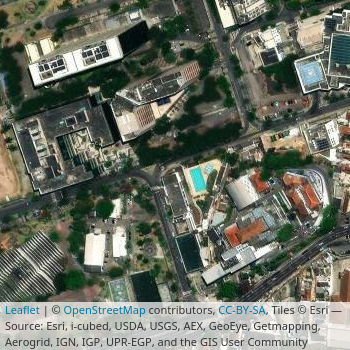 Leaflet | © OpenStreetMap contributors, CC-BY-SA, Tiles © Esri —
Source: Esri, i-cubed, USDA, USGS, AEX, GeoEye, Getmapping,
Aerogrid, IGN, IGP, UPR-EGP, and the GIS User Community